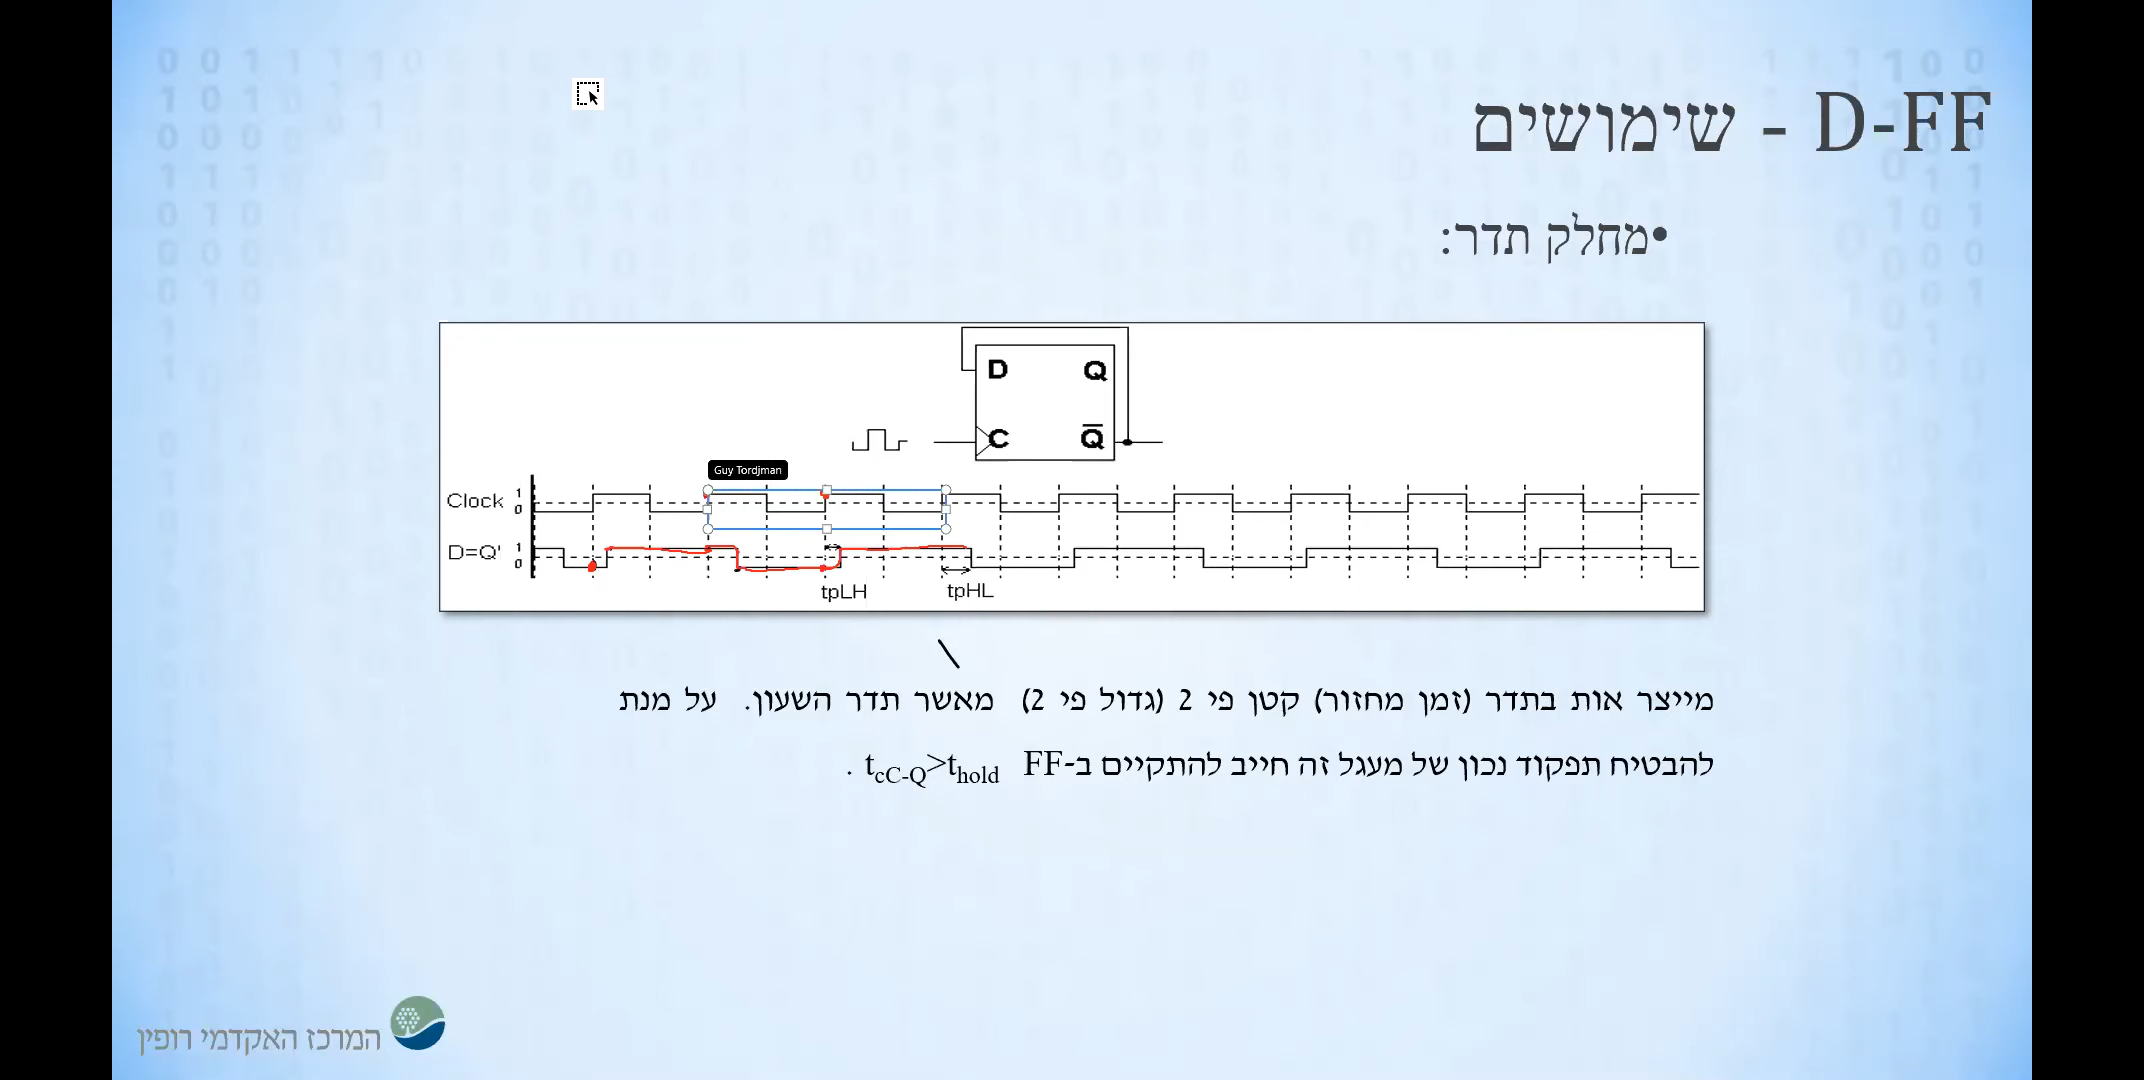 D-FF - שימושים
•מחלק תדר:
D Q
C Q̅
Guy Tordjman
Clock 1 0
D=Q' 1 0
tpLH tpHL
מייצר אות בתדר (זמן מחזור) קטן פי 2 (גדול פי 2) מאשר תדר השעון. על מנת
להבטיח תפקוד נכון של מעגל זה חייב להתקיים ב-FF tcC-Q>thold .
המרכז האקדמי רופין